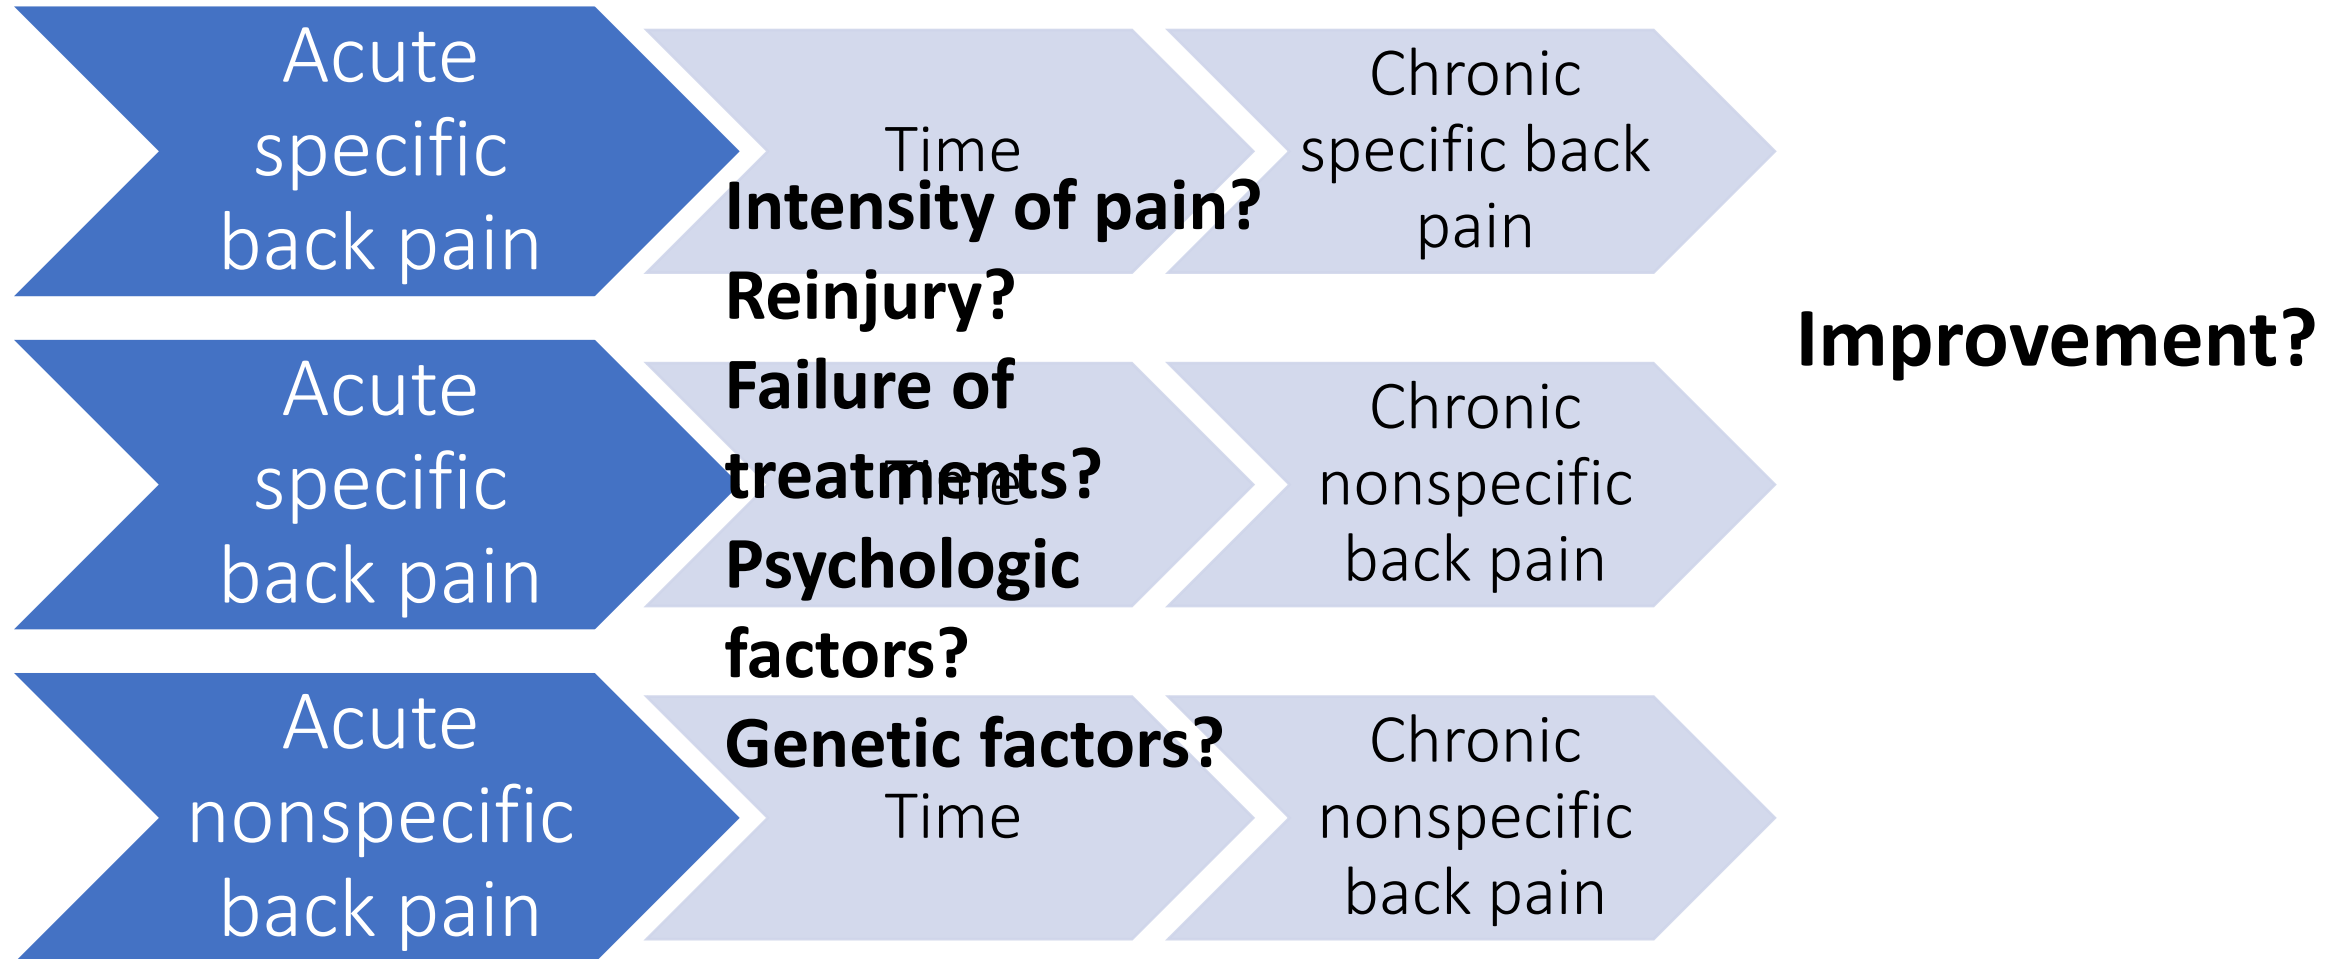 Acute
specific
back pain
Time
Chronic
specific back
pain
Acute
specific
back pain
Time
Chronic
nonspecific
back pain
Acute
nonspecific
back pain
Time
Chronic
nonspecific
back pain
Intensity of pain?
Reinjury?
Failure of
treatments?
Psychologic
factors?
Genetic factors?
Improvement?